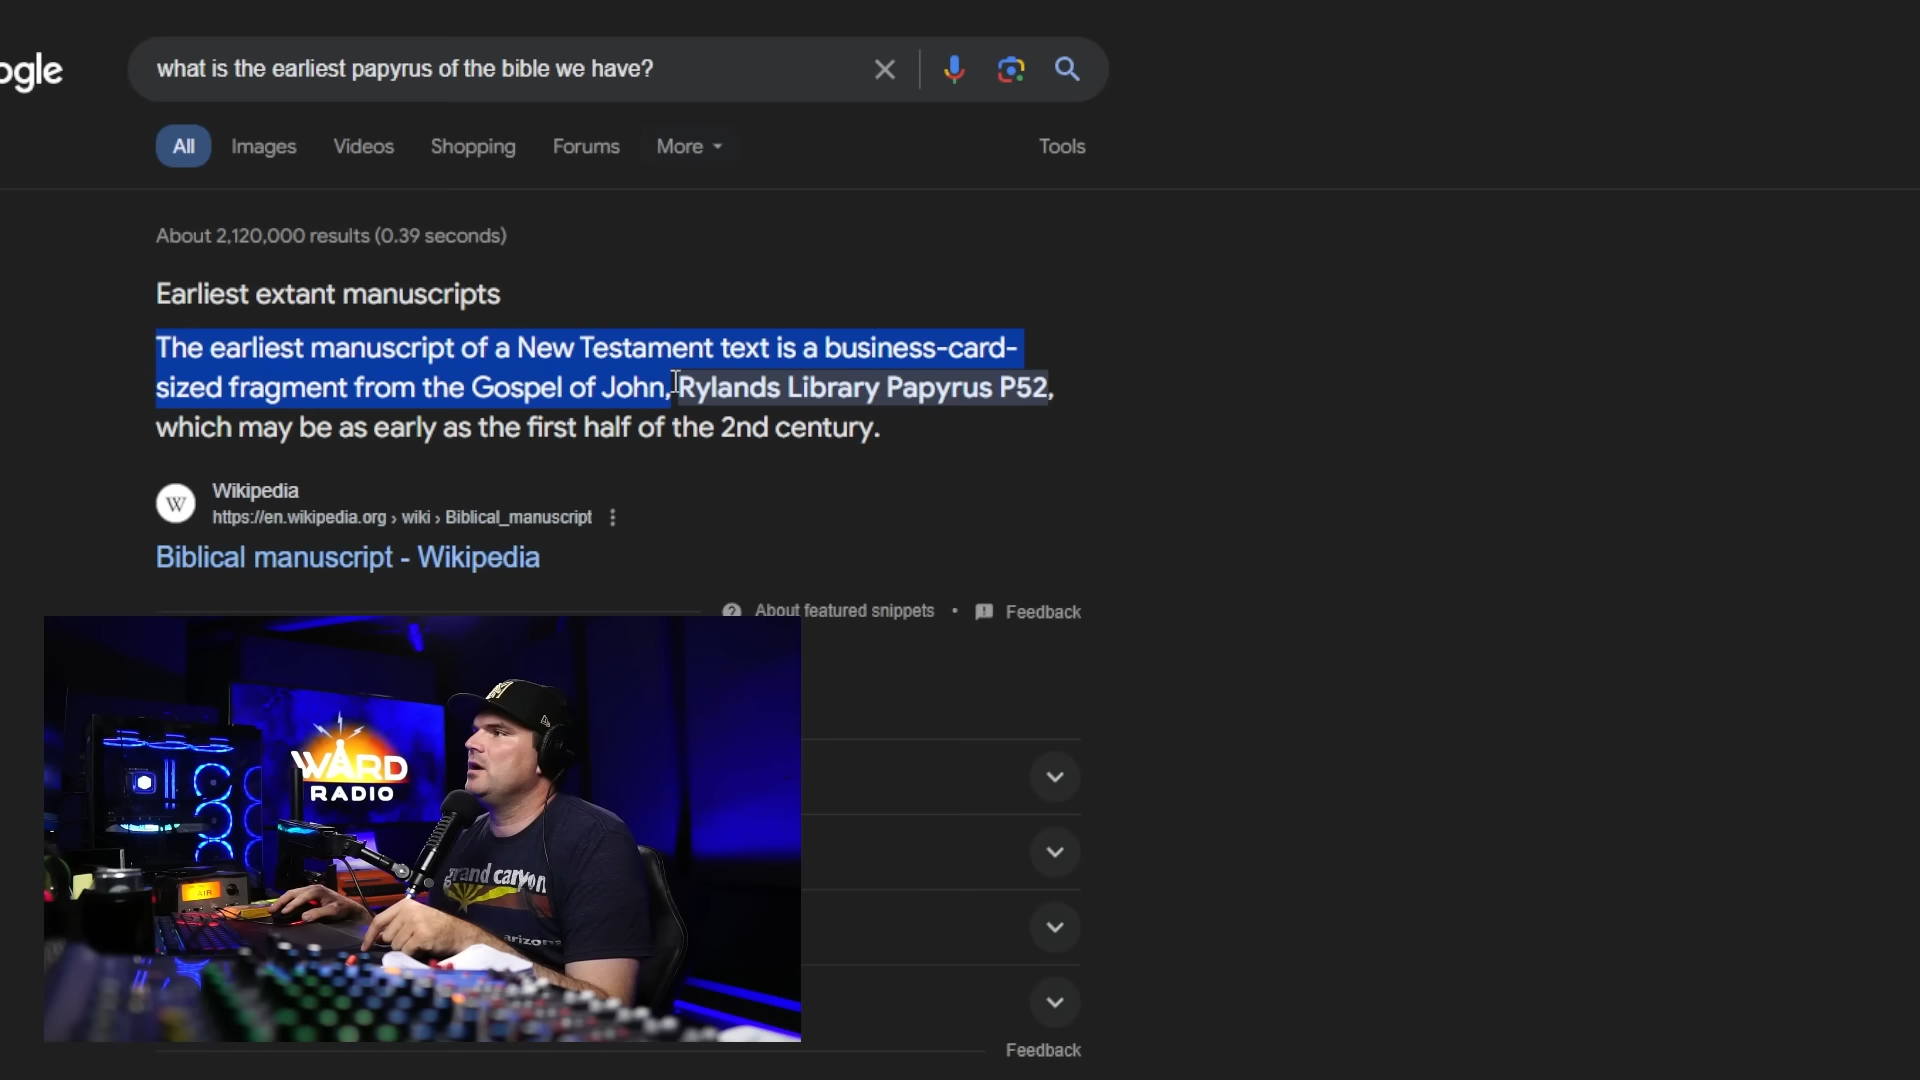 ogle
what is the earliest papyrus of the bible we have?
All Images Videos Shopping Forums More Tools
About 2,120,000 results (0.39 seconds)
Earliest extant manuscripts
The earliest manuscript of a New Testament text is a business-card-
sized fragment from the Gospel of John, Rylands Library Papyrus P52,
which may be as early as the first half of the 2nd century.
W
Wikipedia
https://en.wikipedia.org › wiki › Biblical_manuscript
Biblical manuscript - Wikipedia
About featured snippets • Feedback
WARD
RADIO
grand canyon
arizona
AIR
Feedback